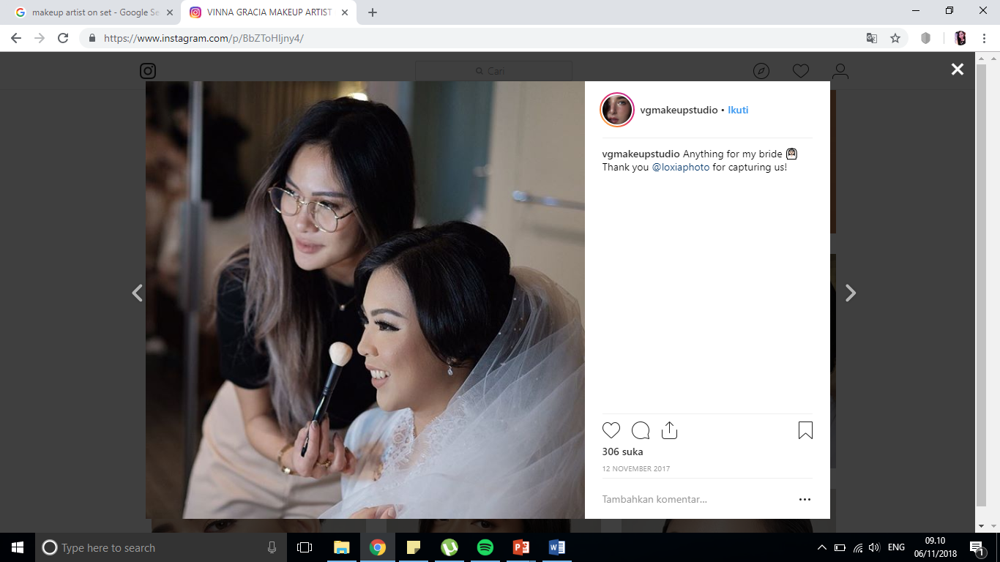 makeup artist on set - Google Se
VINNA GRACIA MAKEUP ARTIST
https://www.instagram.com/p/BbZToHljny4/
Cari
vgmakeupstudio • Ikuti
vgmakeupstudio Anything for my bride 👰
Thank you @loxiaphoto for capturing us!
306 suka
12 NOVEMBER 2017
Tambahkan komentar...
Type here to search
ENG
09.10
06/11/2018
1